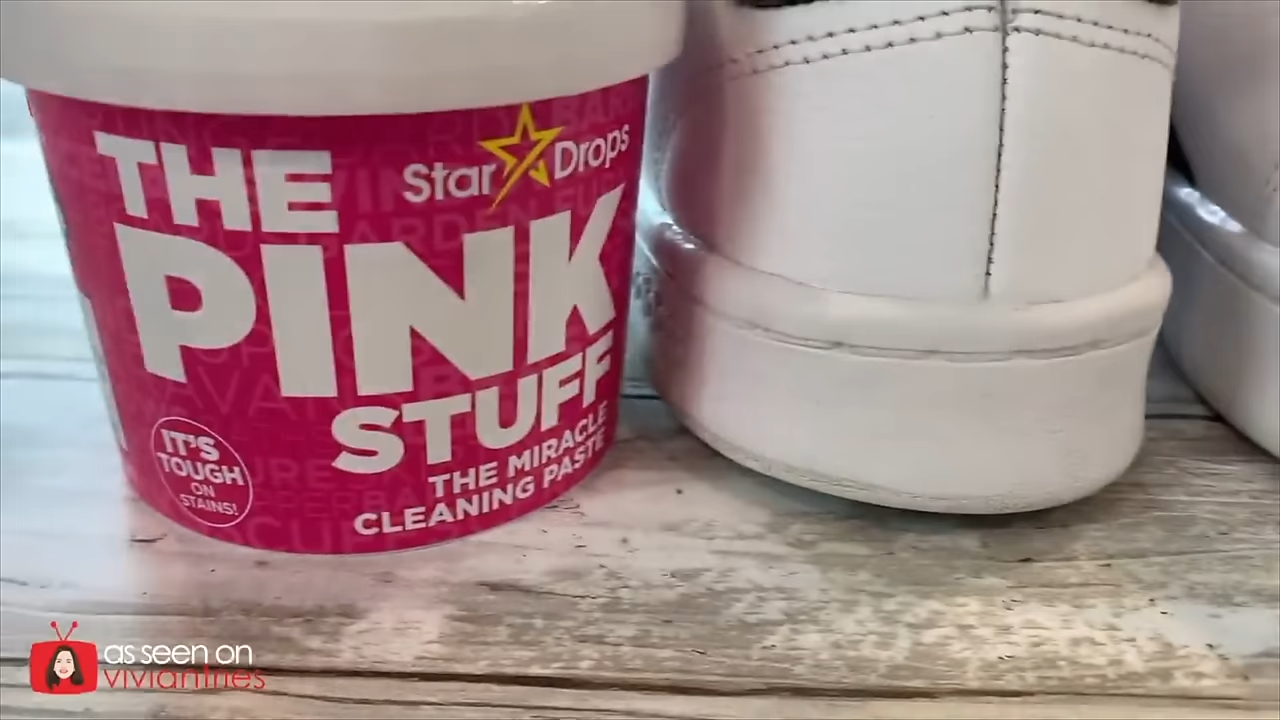 THE
Star Drops
PINK
STUFF
THE MIRACLE
CLEANING PASTE
IT'S
TOUGH
ON
STAINS!
as seen on
viviantries